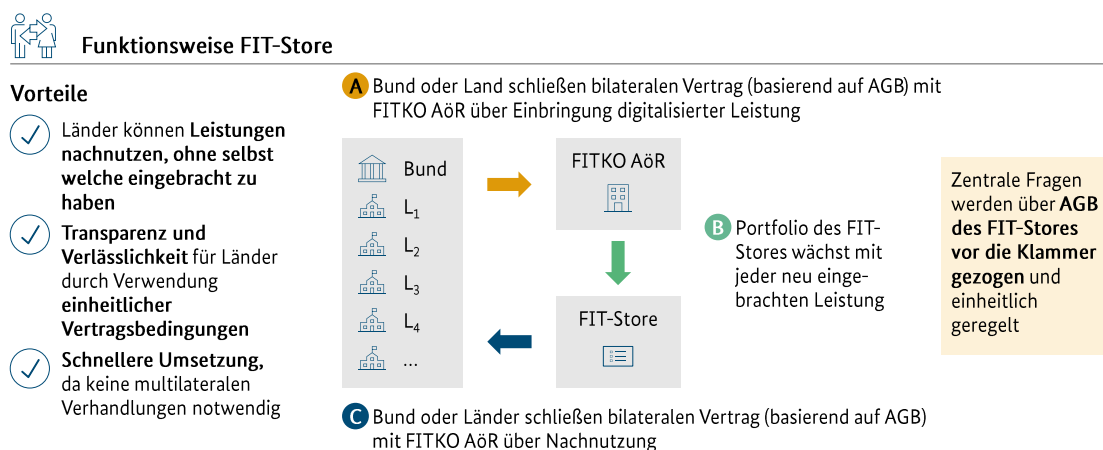 Funktionsweise FIT-Store
Vorteile
Länder können Leistungen
nachnutzen, ohne selbst
welche eingebracht zu
haben
Transparenz und
Verlässlichkeit für Länder
durch Verwendung
einheitlicher
Vertragsbedingungen
Schnellere Umsetzung,
da keine multilateralen
Verhandlungen notwendig
A Bund oder Land schließen bilateralen Vertrag (basierend auf AGB) mit
FITKO AöR über Einbringung digitalisierter Leistung
Bund
L₁
L₂
L₃
L₄
...
FITKO AöR
FIT-Store
B Portfolio des FIT-
Stores wächst mit
jeder neu einge-
brachten Leistung
C Bund oder Länder schließen bilateralen Vertrag (basierend auf AGB)
mit FITKO AöR über Nachnutzung
Zentrale Fragen
werden über AGB
des FIT-Stores
vor die Klammer
gezogen und
einheitlich
geregelt